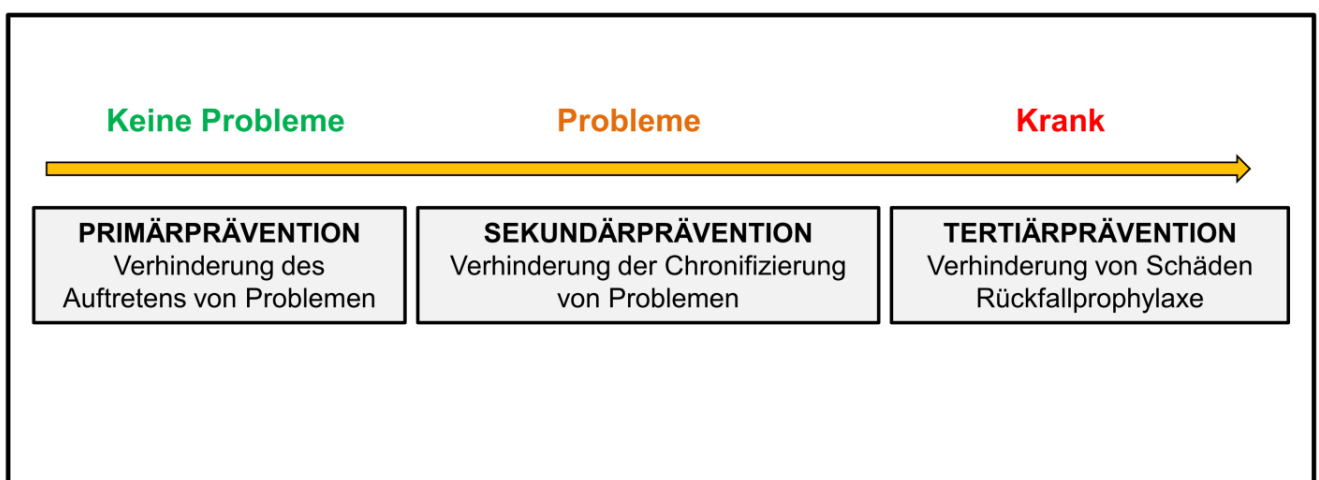 Keine Probleme
Probleme
Krank
PRIMÄRPRÄVENTION
Verhinderung des
Auftretens von Problemen
SEKUNDÄRPRÄVENTION
Verhinderung der Chronifizierung
von Problemen
TERTIÄRPRÄVENTION
Verhinderung von Schäden
Rückfallprophylaxe